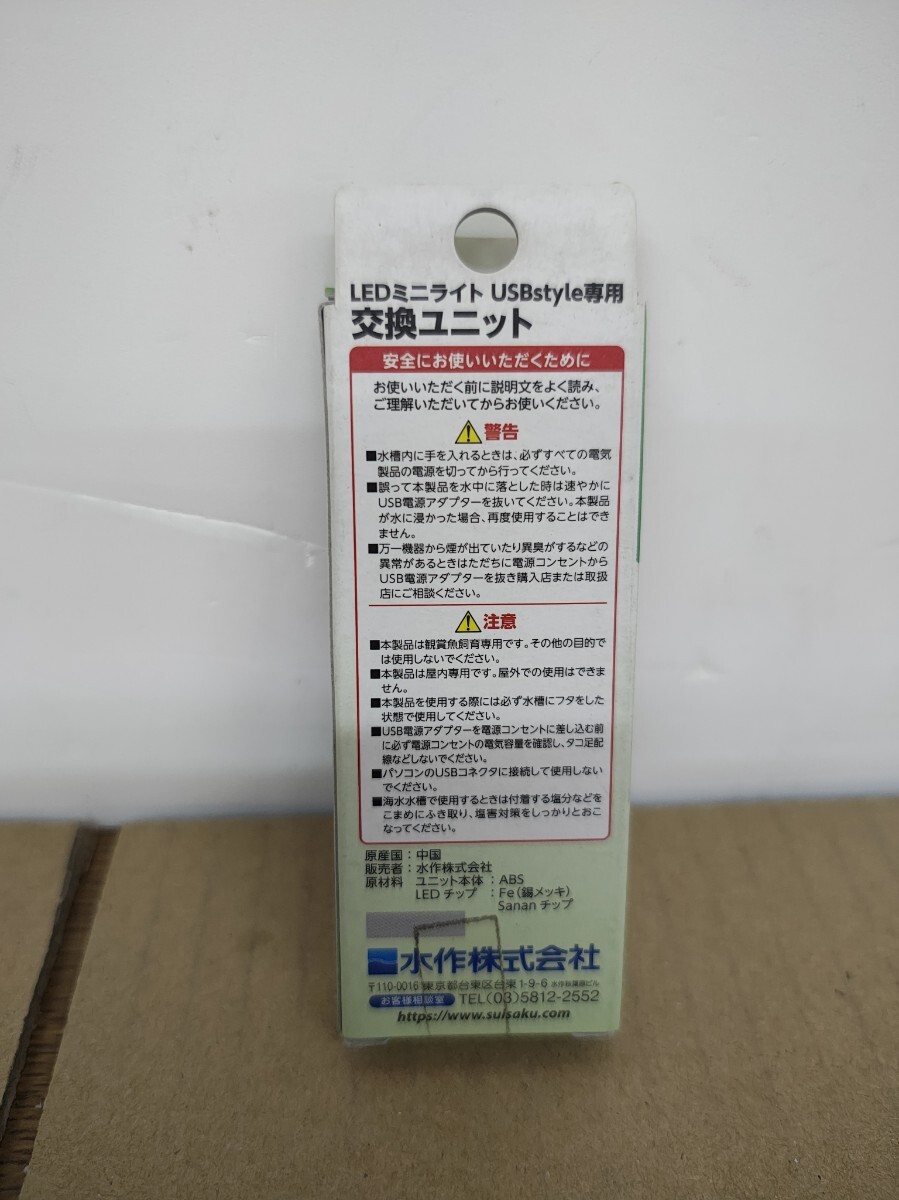 LEDミニライト USBstyle専用
交換ユニット
安全にお使いいただくために
お使いいただく前に説明文をよく読み、
ご理解いただいてからお使いください。
警告
■水槽内に手を入れるときは、必ずすべての電気
製品の電源を切ってから行ってください。
■誤って本製品を水中に落とした時は速やかに
USB電源アダプターを抜いてください。本製品
が水に浸かった場合、再度使用することはでき
ません。
■万一機器から煙が出ていたり異臭がするなどの
異常があるときはただちに電源コンセントから
USB電源アダプターを抜き購入店または取扱
店にご相談ください。
注意
■本製品は観賞魚飼育専用です。その他の目的で
は使用しないでください。
■本製品は屋内専用です。屋外での使用はできま
せん。
■本製品を使用する際には必ず水槽にフタをした
状態で使用してください。
■USB電源アダプターを電源コンセントに差し込む前
に必ず電源コンセントの電気容量を確認し、タコ足配
線などしないでください。
■パソコンのUSBコネクタに接続して使用しない
でください。
■海水水槽で使用するときは付着する塩分などを
こまめにふき取り、塩害対策をしっかりとおこ
なってください。
原産国：中国
販売者：水作株式会社
原材料 ユニット本体：ABS
LED チップ ：Fe(錫メッキ)
Sanan チップ
水作株式会社
〒110-0016 東京都台東区台東1-9-6 水作秋葉原ビル
お客様相談室 TEL(03)5812-2552
https://www.suisaku.com